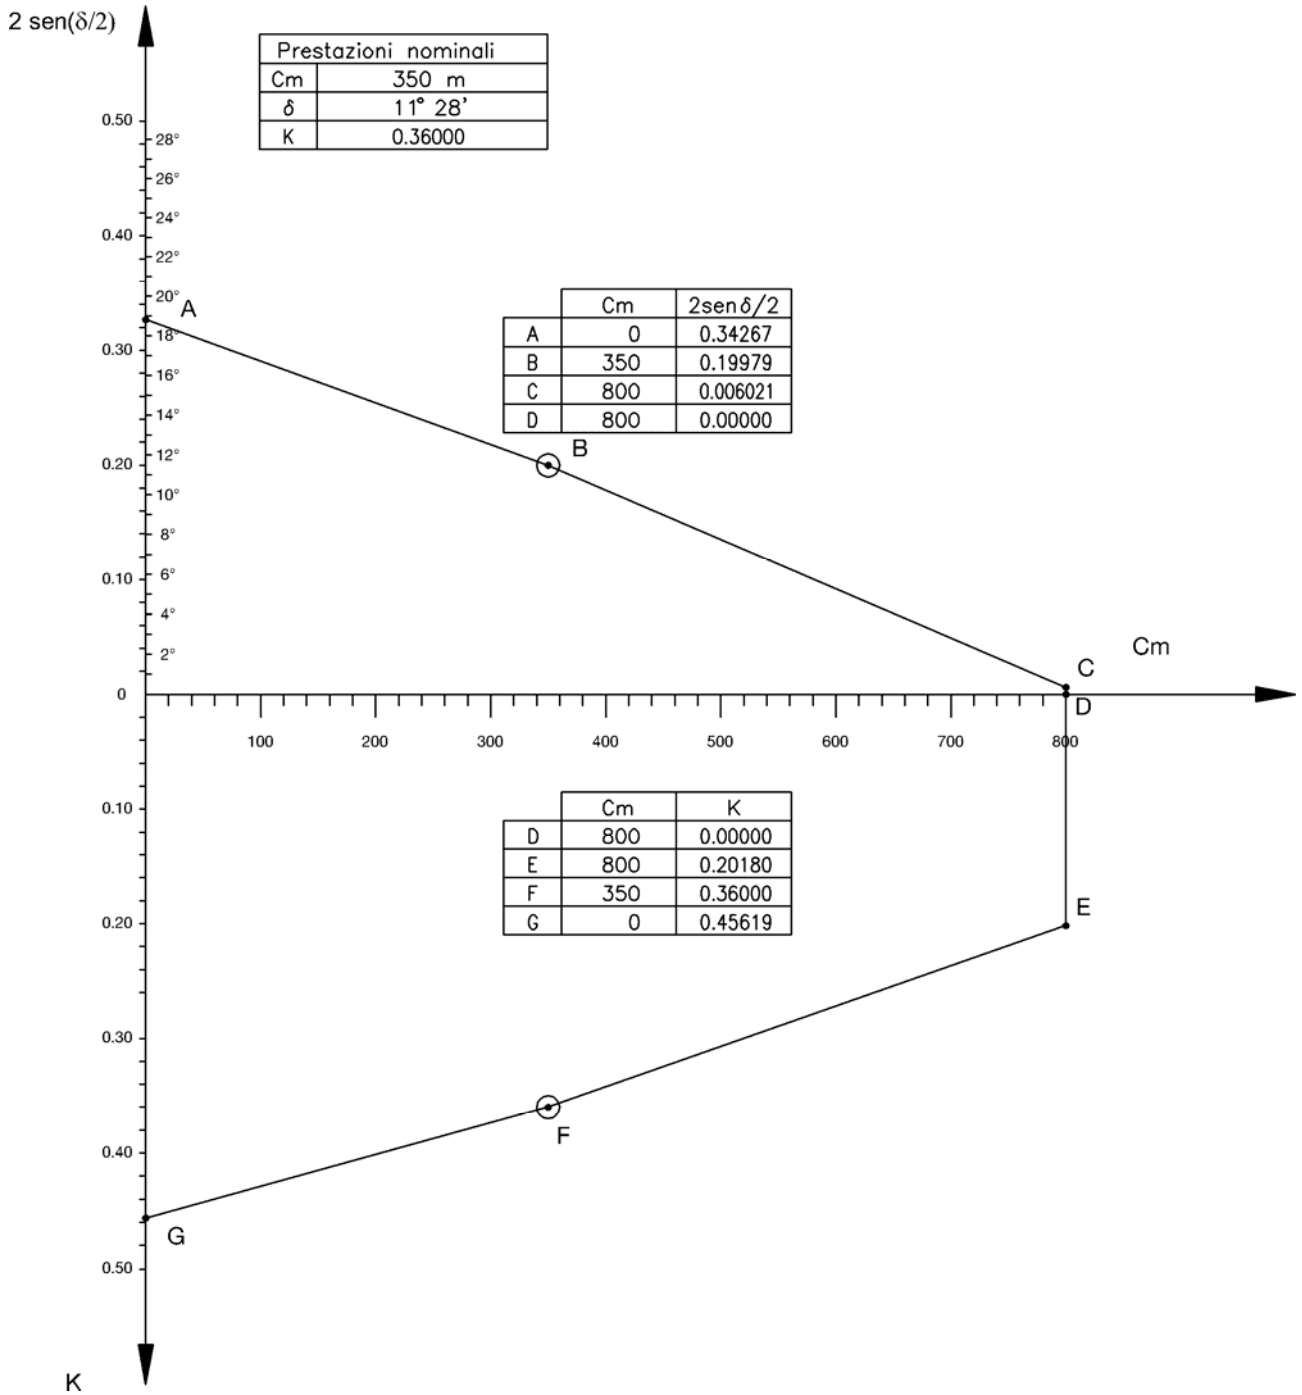 2 sen(δ/2)
Prestazioni nominali
Cm 350 m
δ 11° 28'
K 0.36000
0.50
28°
26°
24°
0.40
22°
20°
A
18°
0.30
16°
14°
12°
0.20
10°
8°
6°
0.10
4°
2°
0
Cm 2senδ/2
A 0 0.34267
B 350 0.19979
C 800 0.006021
D 800 0.00000
B
Cm
C
D
100 200 300 400 500 600 700 800
0.10
Cm K
D 800 0.00000
E 800 0.20180
F 350 0.36000
G 0 0.45619
E
0.20
0.30
F
0.40
G
0.50
K